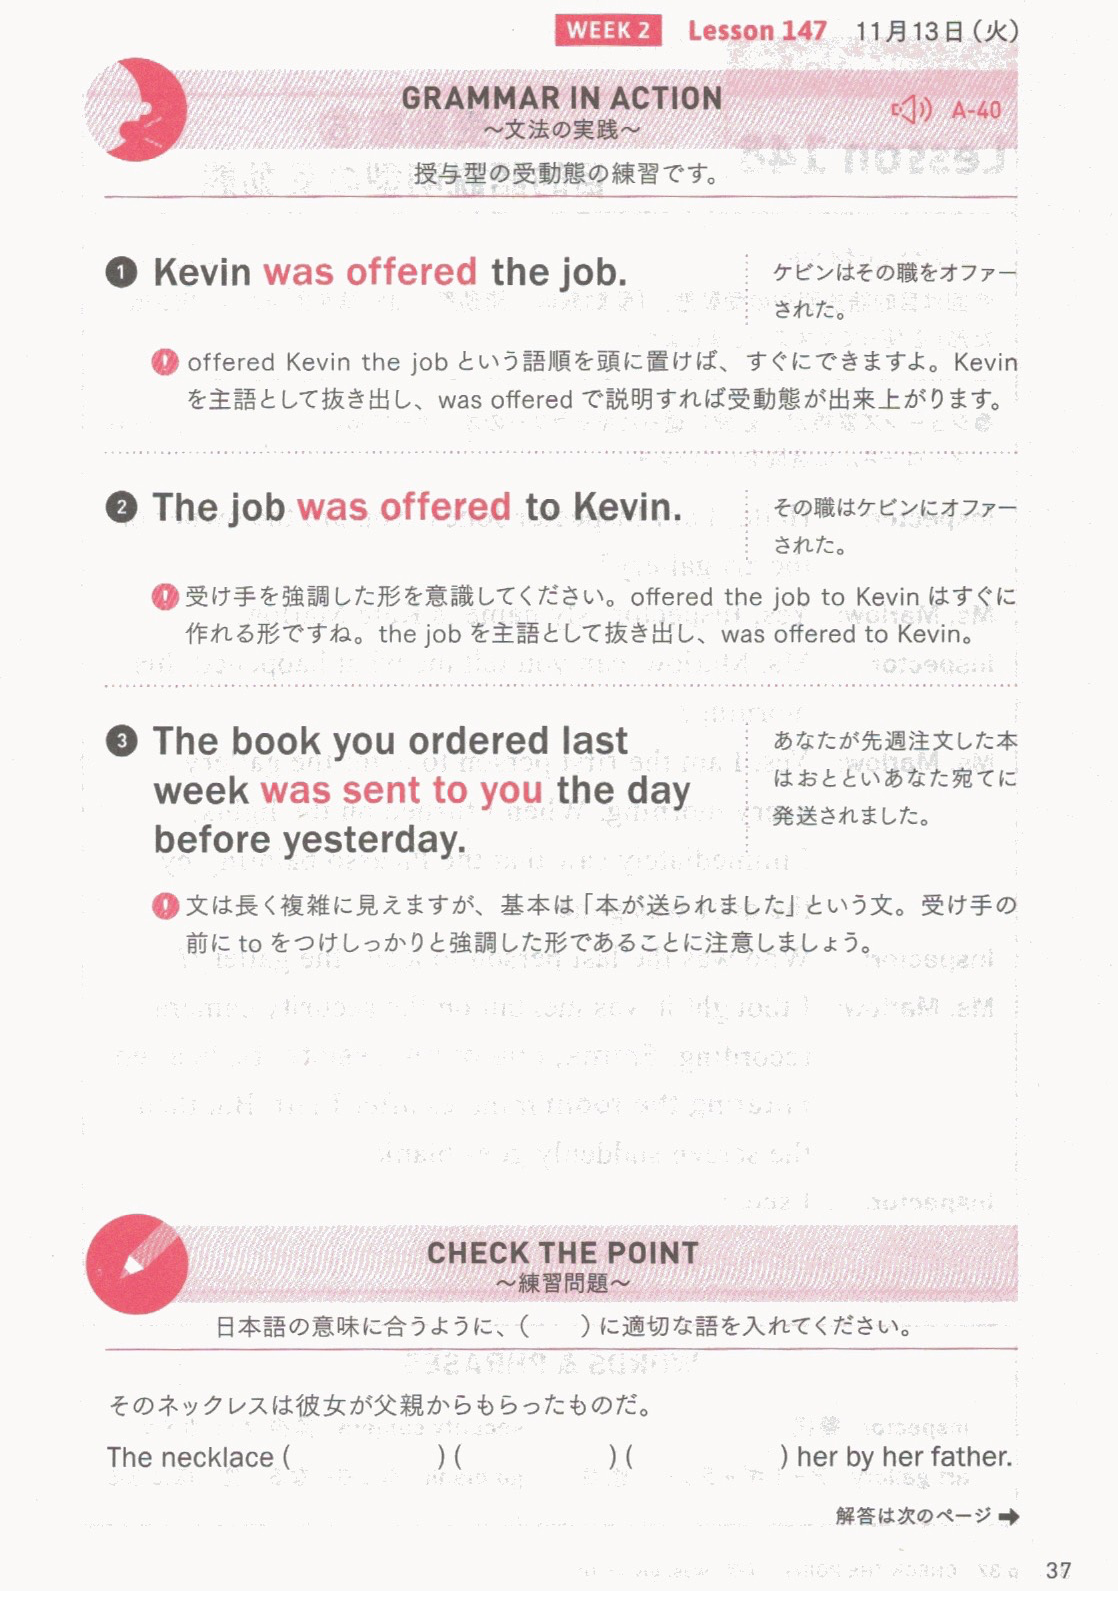 WEEK 2 Lesson 147 11月13日(火)
GRAMMAR IN ACTION
〜文法の実践〜
A-40
授与型の受動態の練習です。
1 Kevin was offered the job.
ケビンはその職をオファー
された。
offered Kevin the job という語順を頭に置けば、すぐにできますよ。Kevin
を主語として抜き出し、was offered で説明すれば受動態が出来上がります。
2 The job was offered to Kevin.
その職はケビンにオファー
された。
受け手を強調した形を意識してください。offered the job to Kevin はすぐに
作れる形ですね。the job を主語として抜き出し、was offered to Kevin。
3 The book you ordered last
week was sent to you the day
before yesterday.
あなたが先週注文した本
はおとといあなた宛てに
発送されました。
文は長く複雑に見えますが、基本は「本が送られました」という文。受け手の
前に to をつけしっかりと強調した形であることに注意しましょう。
CHECK THE POINT
〜練習問題〜
日本語の意味に合うように、( )に適切な語を入れてください。
そのネックレスは彼女が父親からもらったものだ。
The necklace ( ) ( ) ( ) her by her father.
解答は次のページ ➡
37